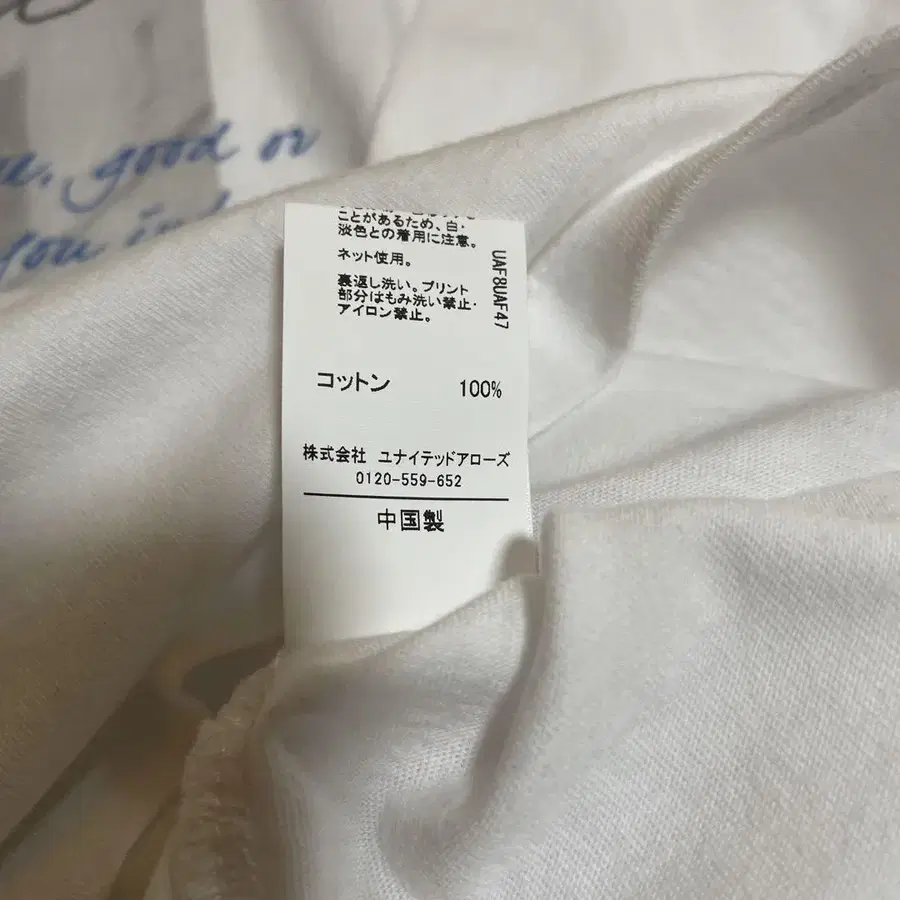 good or
you
ことがあるため、白・
淡色との着用に注意。
ネット使用。
裏返し洗い。プリント
部分はもみ洗い禁止・
アイロン禁止。
UAF8UAF47
コットン 100%
株式会社 ユナイテッドアローズ
0120-559-652
中国製